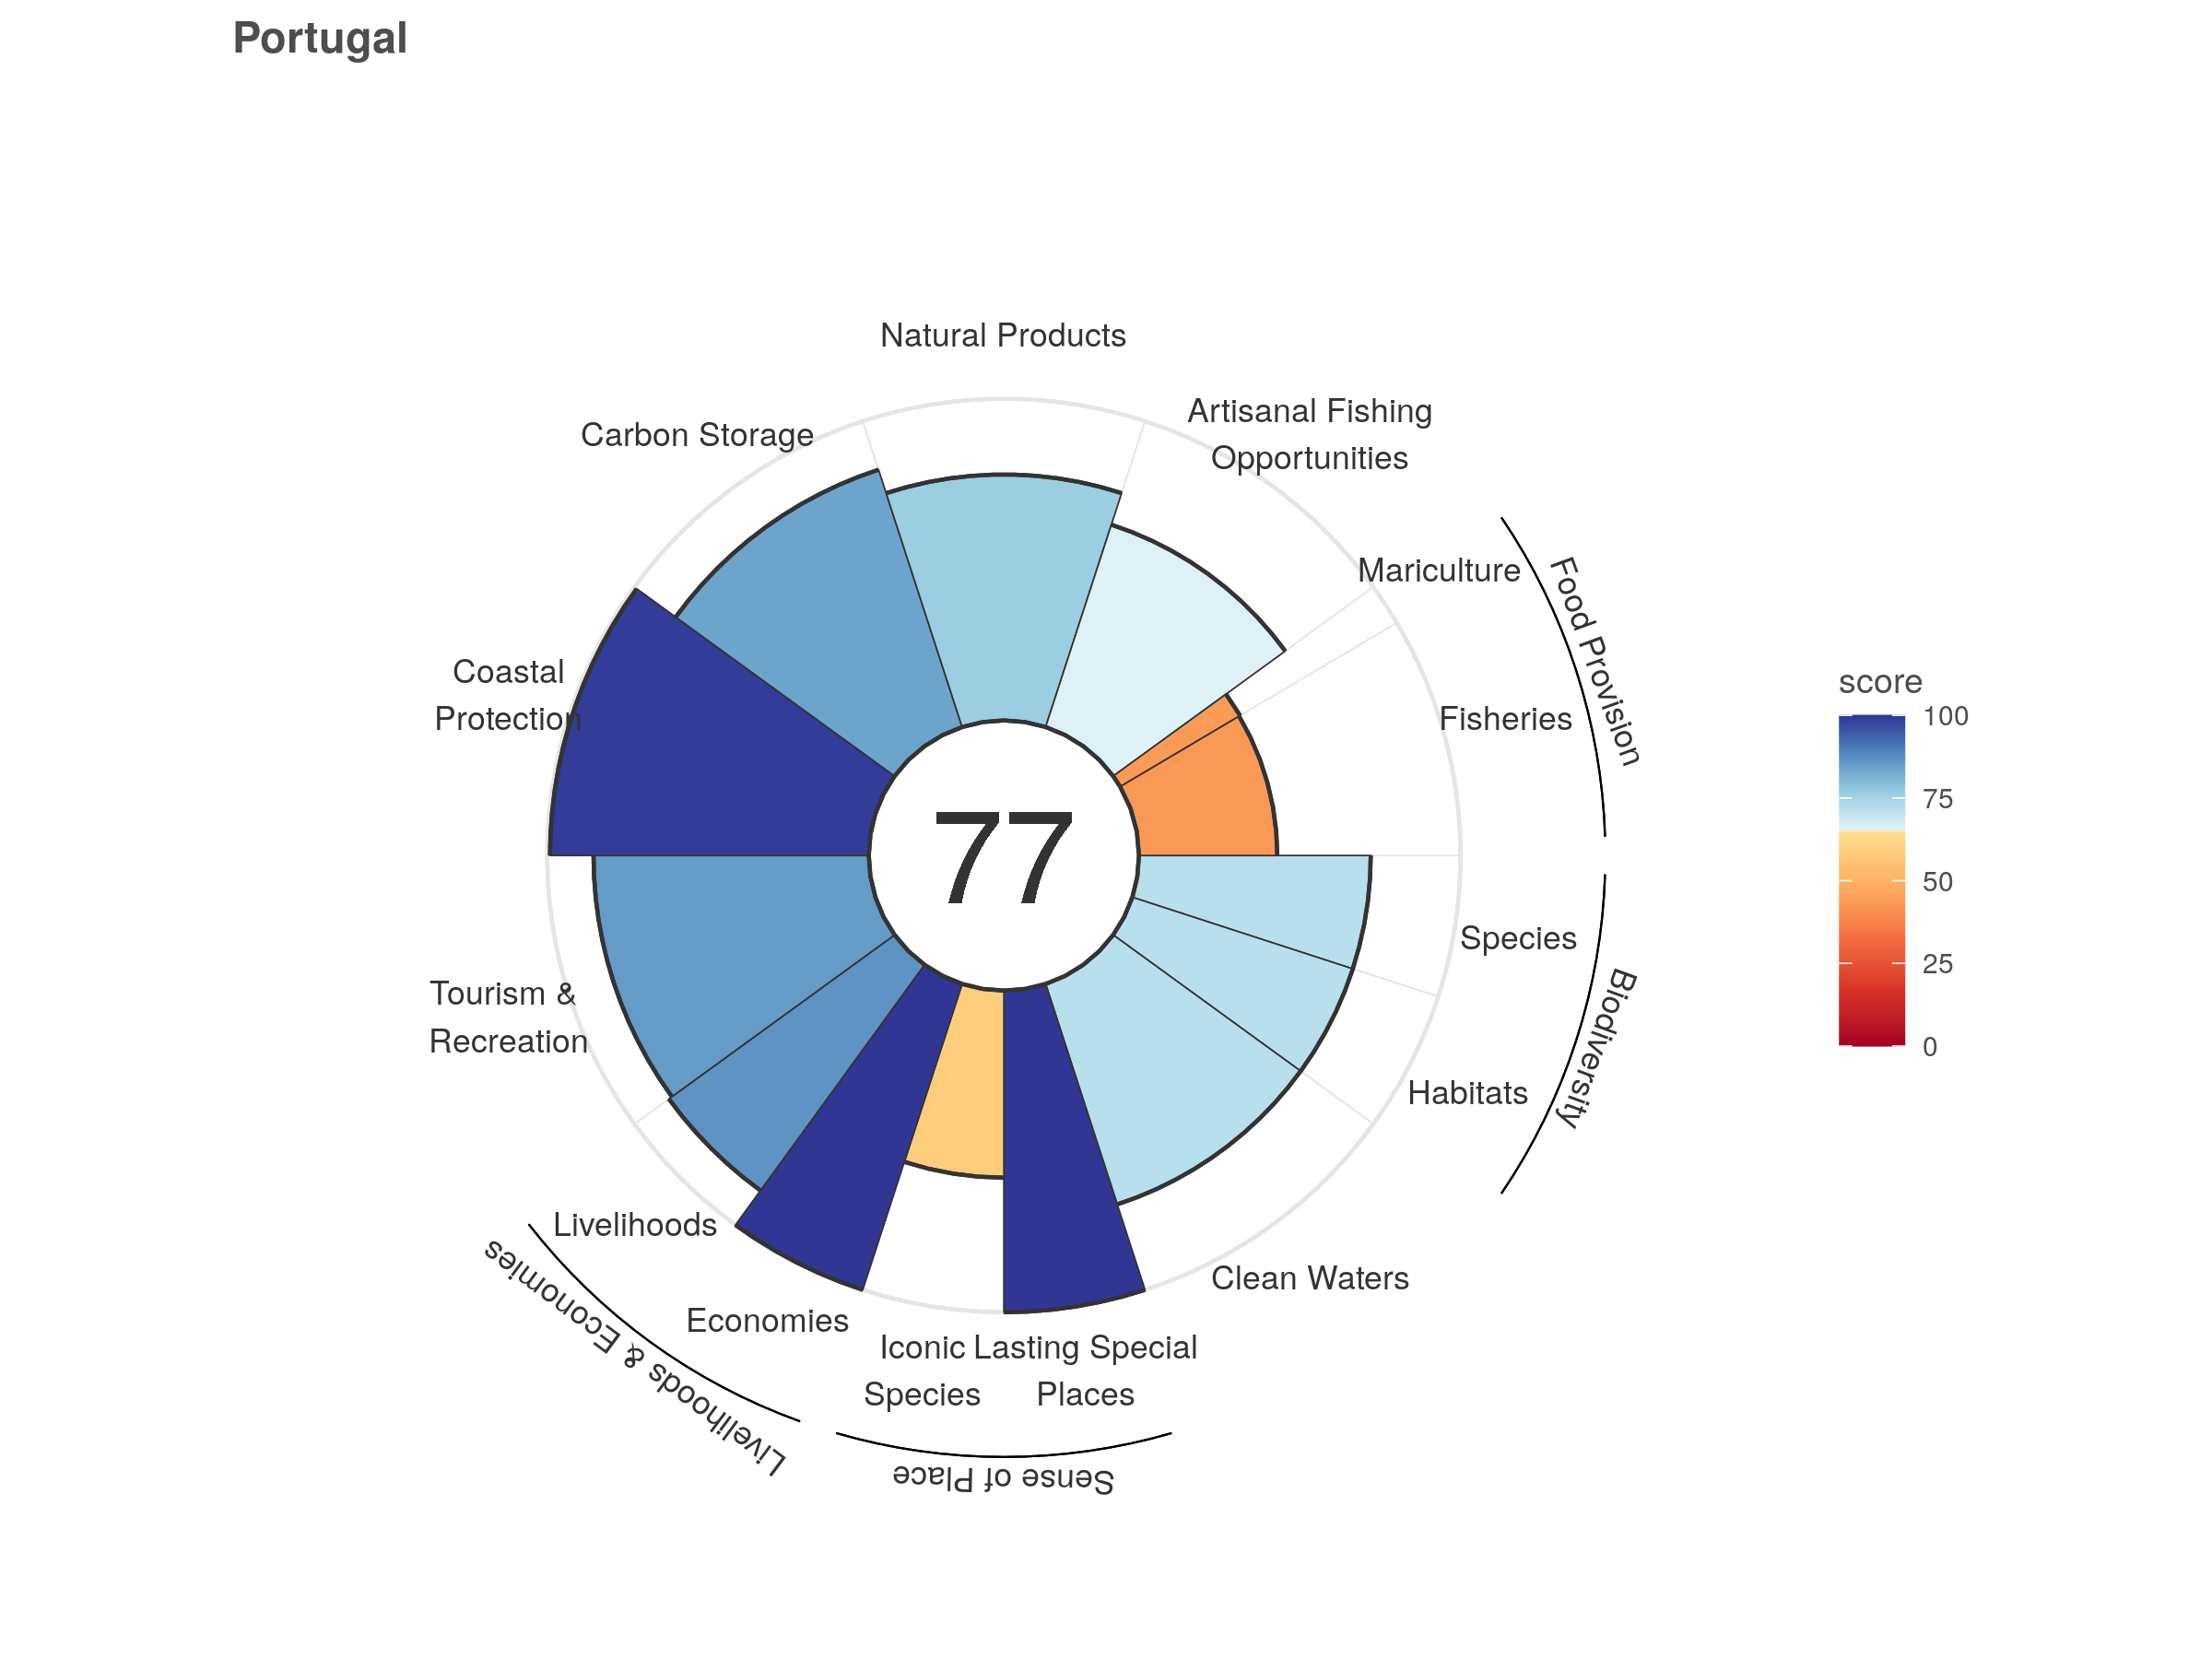 Portugal
Natural Products
Artisanal Fishing
Opportunities
Carbon Storage
Mariculture
Food Provision
Fisheries
Coastal
Protection
77
Species
Biodiversity
Habitats
Tourism &
Recreation
Livelihoods
Economies
Livelihoods & Economies
Clean Waters
Iconic
Species
Lasting Special
Places
Sense of Place
score
100
75
50
25
0